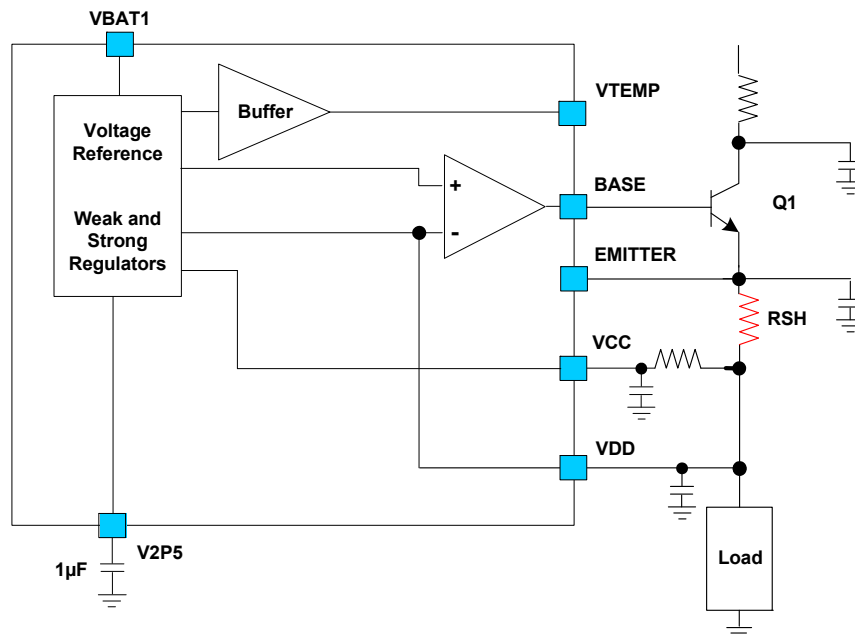 VBAT1
Buffer
VTEMP
Voltage
Reference
+
BASE
Q1
Weak and
Strong
Regulators
-
EMITTER
RSH
VCC
VDD
V2P5
1µF
Load